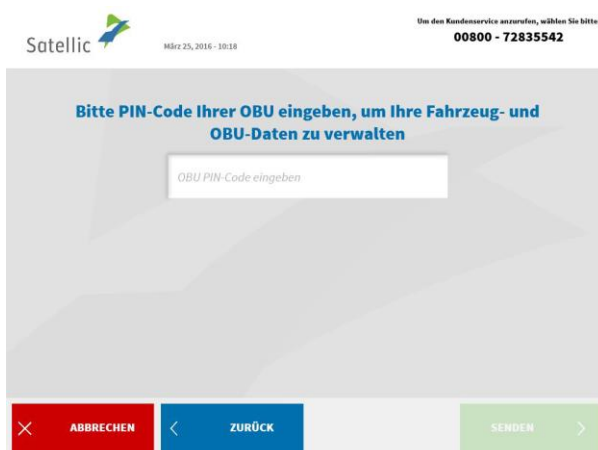 Satellic
März 25, 2016 - 10:18
Um den Kundenservice anzurufen, wählen Sie bitte
00800 - 72835542
Bitte PIN-Code Ihrer OBU eingeben, um Ihre Fahrzeug- und
OBU-Daten zu verwalten
OBU PIN-Code eingeben
ABBRECHEN
ZURÜCK
SENDEN